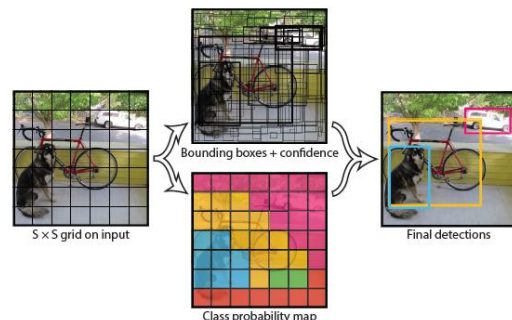 Bounding boxes + confidence
S × S grid on input
Final detections
Class probability map